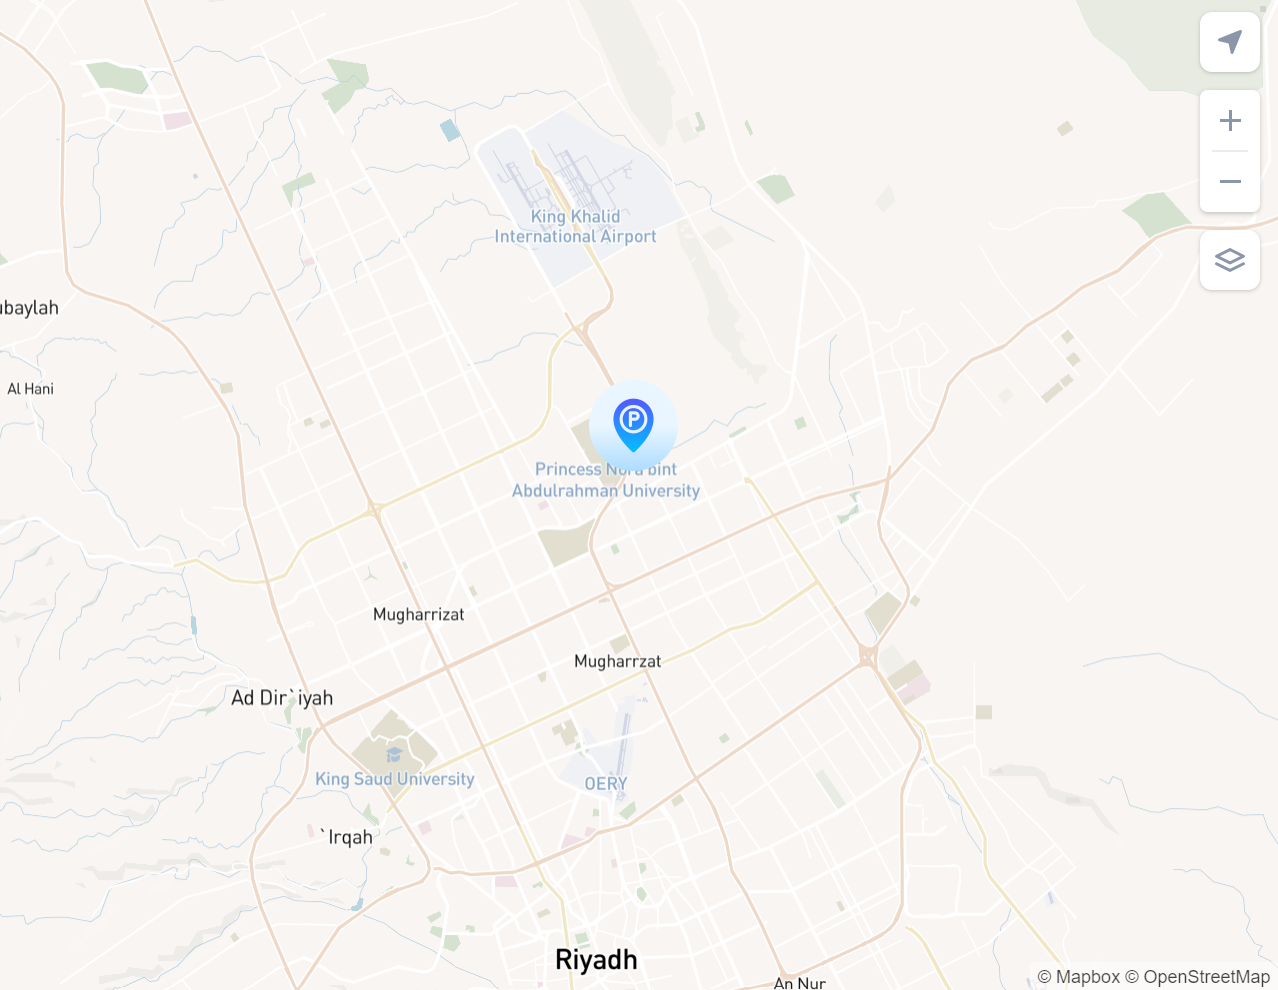 King Khalid
International Airport
ubaylah
Al Hani
P
Princess Nora bint
Abdulrahman University
Mugharrizat
Mugharrzat
Ad Dir`iyah
King Saud University
OERY
`Irqah
Riyadh
An Nur
© Mapbox © OpenStreetMap